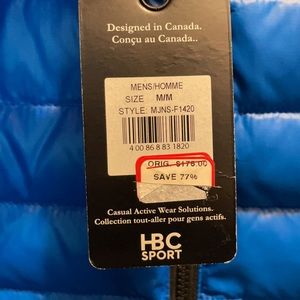 Designed in Canada.
Conçu au Canada..
MENS/HOMME
SIZE M/M
STYLE: MJNS-F1420
4 00 86 8 83 1820
ORIG. $176.00
SAVE 77%
Casual Active Wear Solutions.
Collection tout-aller pour gens actifs.
HBC
SPORT